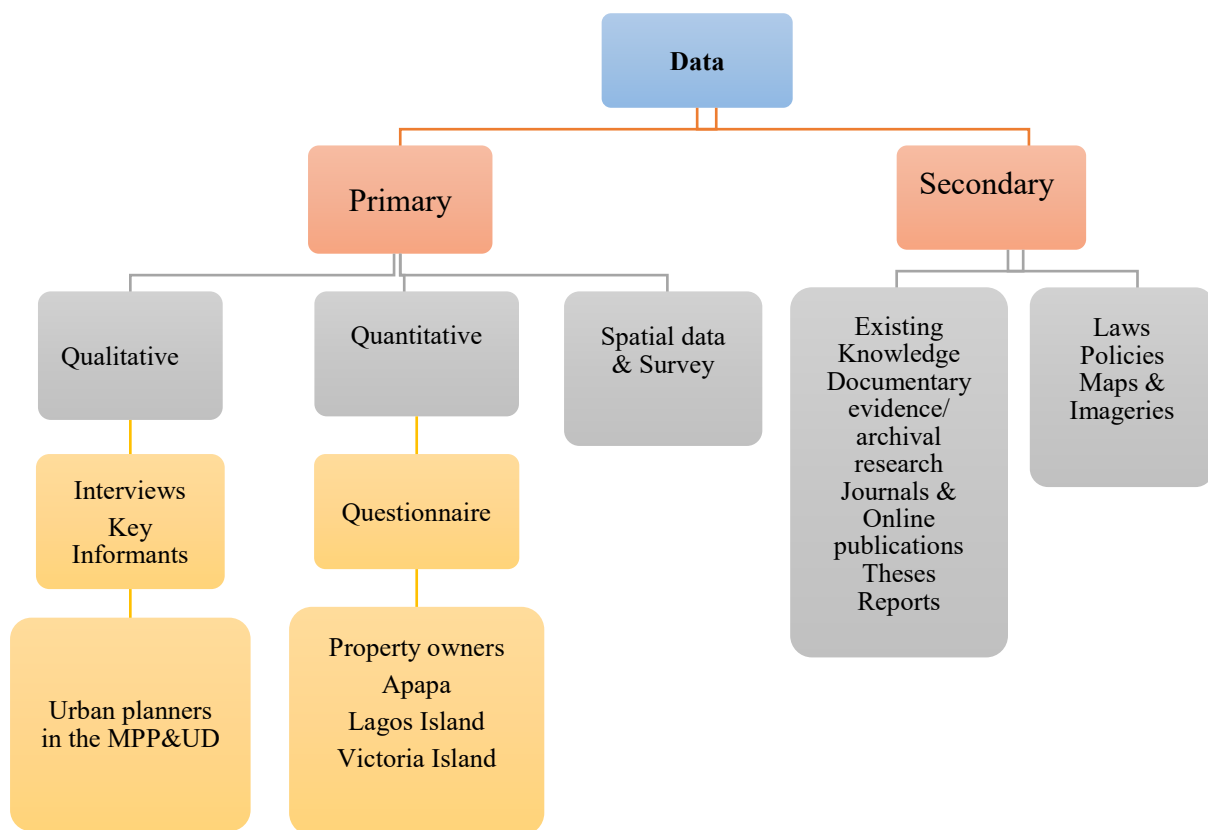 Data
Primary
Secondary
Qualitative
Quantitative
Spatial data
& Survey
Existing
Knowledge
Documentary
evidence/
archival
research
Journals &
Online
publications
Theses
Reports
Laws
Policies
Maps &
Imageries
Interviews
Key
Informants
Questionnaire
Urban planners
in the MPP&UD
Property owners
Apapa
Lagos Island
Victoria Island